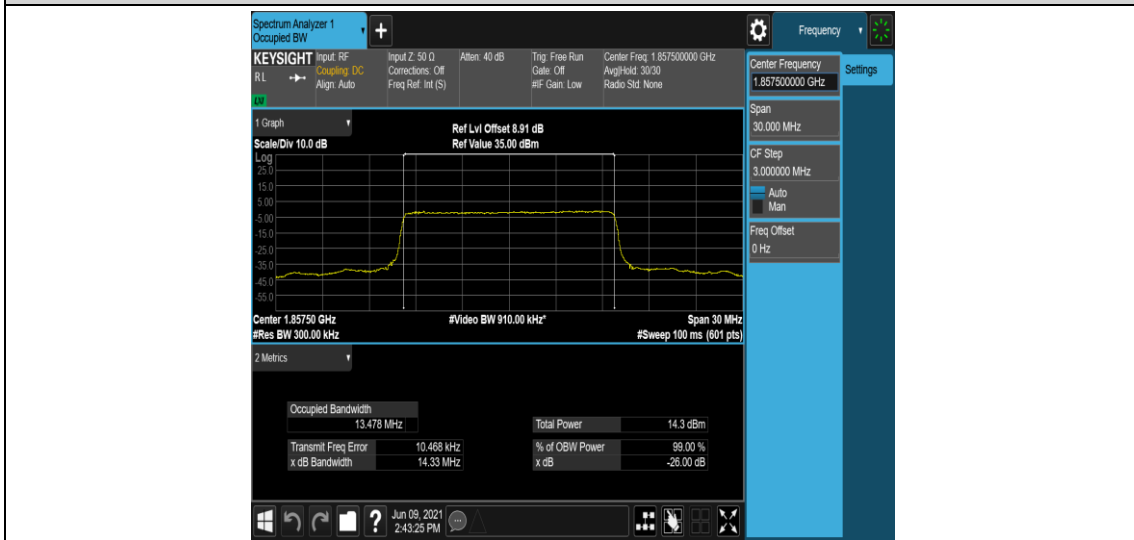 Spectrum Analyzer 1
Occupied BW
+
Frequency
KEYSIGHT
RL
LXI
Input: RF
Coupling: DC
Align: Auto
Input Z: 50 Ω
Corrections: Off
Freq Ref: Int (S)
Atten: 40 dB
Trig: Free Run
Gate: Off
#IF Gain: Low
Center Freq: 1.857500000 GHz
Avg|Hold: 30/30
Radio Std: None
Center Frequency
1.857500000 GHz
Settings
Span
30.000 MHz
CF Step
3.000000 MHz
Auto
Man
Freq Offset
0 Hz
1 Graph
Scale/Div 10.0 dB
Ref Lvl Offset 8.91 dB
Ref Value 35.00 dBm
Log
25.0
15.0
5.00
-5.00
-15.0
-25.0
-35.0
-45.0
-55.0
Center 1.85750 GHz
#Video BW 910.00 kHz*
Span 30 MHz
#Res BW 300.00 kHz
#Sweep 100 ms (601 pts)
2 Metrics
Occupied Bandwidth
13.478 MHz
Total Power 14.3 dBm
Transmit Freq Error 10.468 kHz
% of OBW Power 99.00 %
x dB Bandwidth 14.33 MHz
x dB -26.00 dB
?
Jun 09, 2021
2:43:25 PM